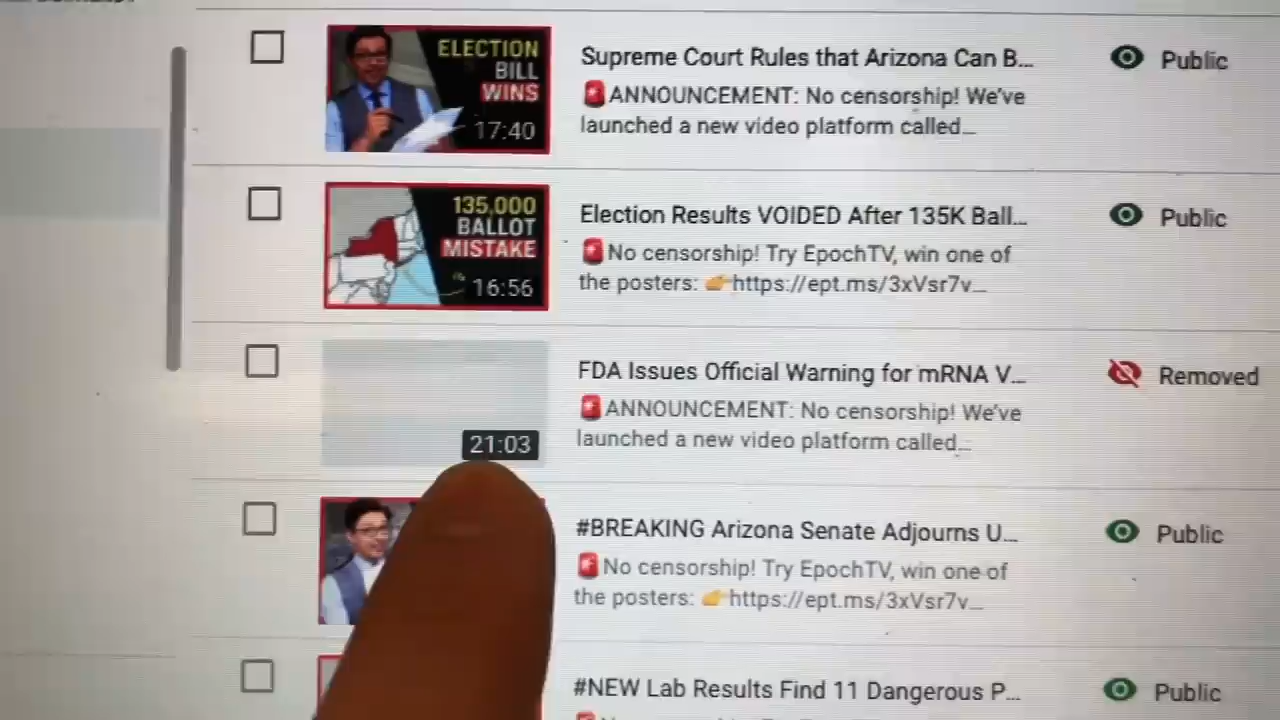 ELECTION
BILL
WINS
17:40
Supreme Court Rules that Arizona Can B...
ANNOUNCEMENT: No censorship! We've
launched a new video platform called...
Public
135,000
BALLOT
MISTAKE
16:56
Election Results VOIDED After 135K Ball...
No censorship! Try EpochTV, win one of
the posters: 👉https://ept.ms/3xVsr7v...
Public
21:03
FDA Issues Official Warning for mRNA V...
ANNOUNCEMENT: No censorship! We've
launched a new video platform called...
Removed
#BREAKING Arizona Senate Adjourns U...
No censorship! Try EpochTV, win one of
the posters: 👉https://ept.ms/3xVsr7v...
Public
#NEW Lab Results Find 11 Dangerous P...
Public